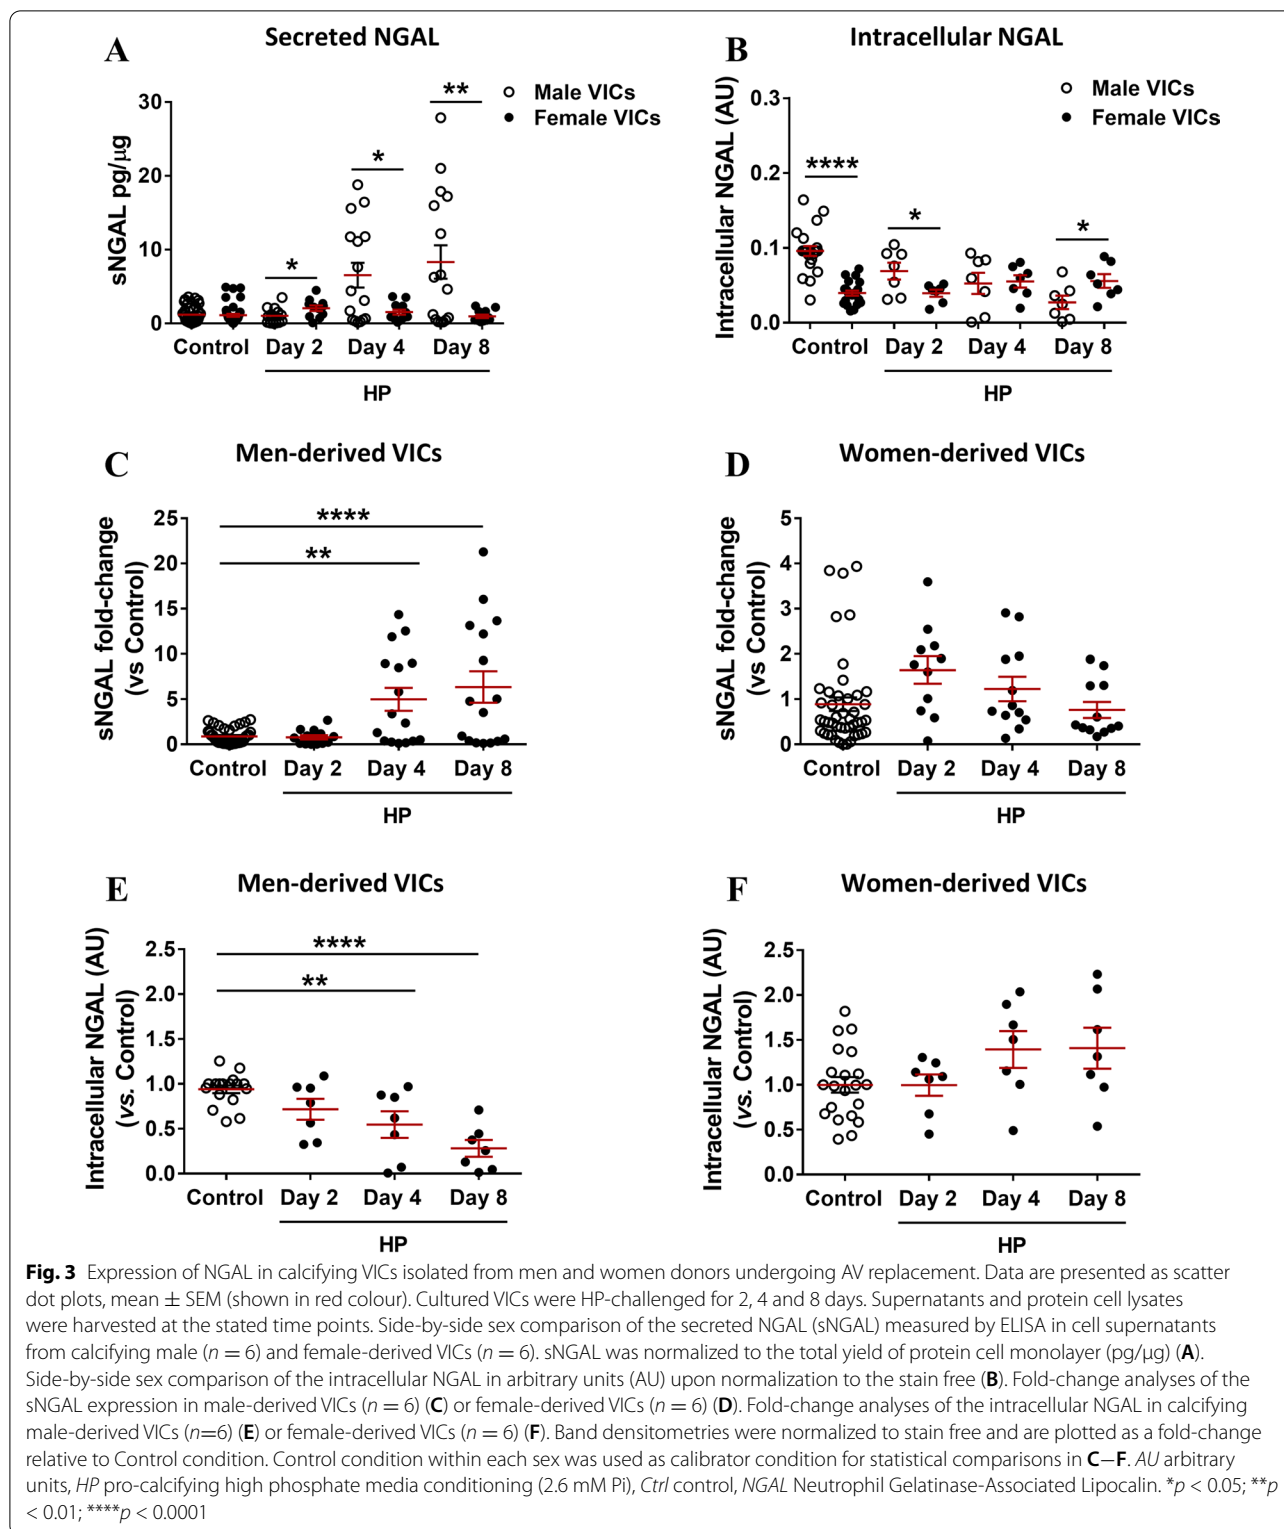 A
Secreted NGAL
sNGAL pg/µg
30
20
10
0
Male VICs
Female VICs
*
*
**
Control
Day 2
Day 4
Day 8
HP
B
Intracellular NGAL
Intracellular NGAL (AU)
0.3
0.2
0.1
0.0
Male VICs
Female VICs
****
*
*
Control
Day 2
Day 4
Day 8
HP
C
Men-derived VICs
sNGAL fold-change
(vs Control)
25
20
15
10
5
0
****
**
Control
Day 2
Day 4
Day 8
HP
D
Women-derived VICs
sNGAL fold-change
(vs Control)
5
4
3
2
1
0
Control
Day 2
Day 4
Day 8
HP
E
Men-derived VICs
Intracellular NGAL (AU)
(vs. Control)
2.5
2.0
1.5
1.0
0.5
0.0
****
**
Control
Day 2
Day 4
Day 8
HP
F
Women-derived VICs
Intracellular NGAL (AU)
(vs. Control)
2.5
2.0
1.5
1.0
0.5
0.0
Control
Day 2
Day 4
Day 8
HP
Fig. 3 Expression of NGAL in calcifying VICs isolated from men and women donors undergoing AV replacement. Data are presented as scatter
dot plots, mean ± SEM (shown in red colour). Cultured VICs were HP-challenged for 2, 4 and 8 days. Supernatants and protein cell lysates
were harvested at the stated time points. Side-by-side sex comparison of the secreted NGAL (sNGAL) measured by ELISA in cell supernatants
from calcifying male (n = 6) and female-derived VICs (n = 6). sNGAL was normalized to the total yield of protein cell monolayer (pg/µg) (A).
Side-by-side sex comparison of the intracellular NGAL in arbitrary units (AU) upon normalization to the stain free (B). Fold-change analyses of the
sNGAL expression in male-derived VICs (n = 6) (C) or female-derived VICs (n = 6) (D). Fold-change analyses of the intracellular NGAL in calcifying
male-derived VICs (n=6) (E) or female-derived VICs (n = 6) (F). Band densitometries were normalized to stain free and are plotted as a fold-change
relative to Control condition. Control condition within each sex was used as calibrator condition for statistical comparisons in C–F. AU arbitrary
units, HP pro-calcifying high phosphate media conditioning (2.6 mM Pi), Ctrl control, NGAL Neutrophil Gelatinase-Associated Lipocalin. *p < 0.05; **p
< 0.01; ****p < 0.0001